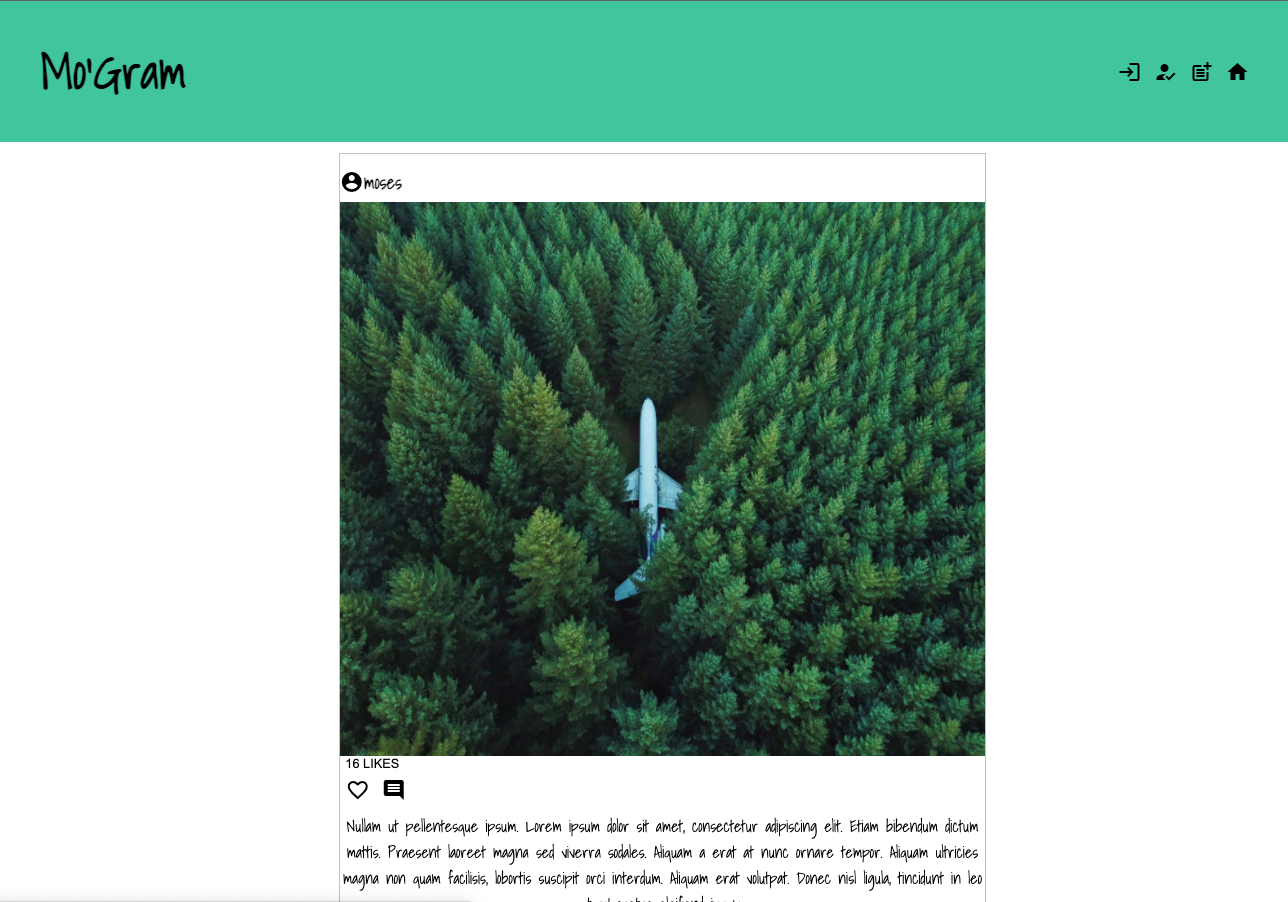 Mo'Gram
moses
16 LIKES
Nullam ut pellentesque ipsum. Lorem ipsum dolor sit amet, consectetur adipiscing elit. Etiam bibendum dictum
mattis. Praesent laoreet magna sed viverra sodales. Aliquam a erat at nunc ornare tempor. Aliquam ultricies
magna non quam facilisis, lobortis suscipit orci interdum. Aliquam erat volutpat. Donec nisl ligula, tincidunt in leo